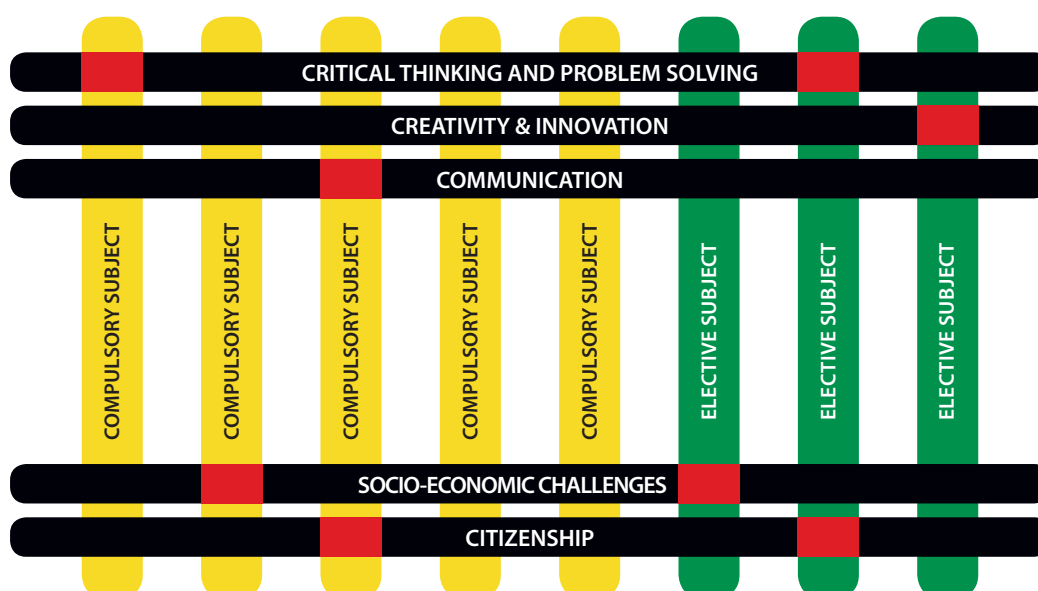 CRITICAL THINKING AND PROBLEM SOLVING
CREATIVITY & INNOVATION
COMMUNICATION
COMPULSORY SUBJECT
COMPULSORY SUBJECT
COMPULSORY SUBJECT
COMPULSORY SUBJECT
COMPULSORY SUBJECT
ELECTIVE SUBJECT
ELECTIVE SUBJECT
ELECTIVE SUBJECT
SOCIO-ECONOMIC CHALLENGES
CITIZENSHIP